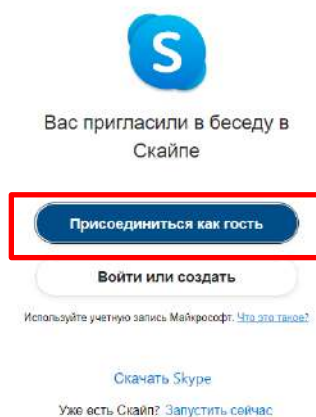 S
Вас пригласили в беседу в
Скайпе
Присоединиться как гость
Войти или создать
Используйте учетную запись Майкрософт. Что это такое?
Скачать Skype
Уже есть Скайп? Запустить сейчас